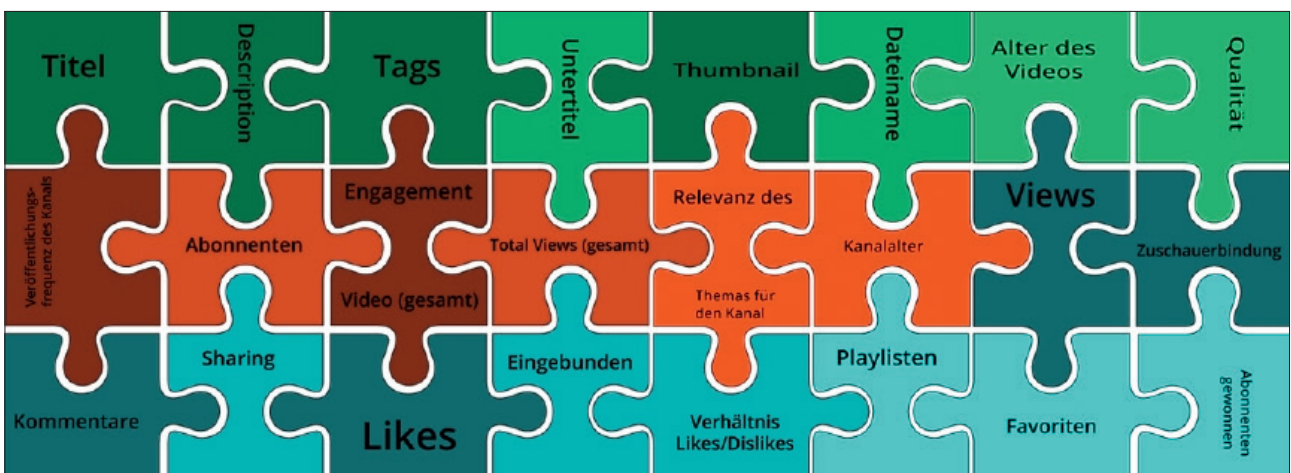 Titel
Description
Tags
Untertitel
Thumbnail
Dateiname
Alter des
Videos
Qualität
Veröffentlichungs-
frequenz des Kanals
Abonnenten
Engagement
Video (gesamt)
Total Views (gesamt)
Relevanz des
Themas für
den Kanal
Kanalalter
Views
Zuschauerbindung
Kommentare
Sharing
Likes
Eingebunden
Verhältnis
Likes/Dislikes
Playlisten
Favoriten
Abonnenten
gewonnen